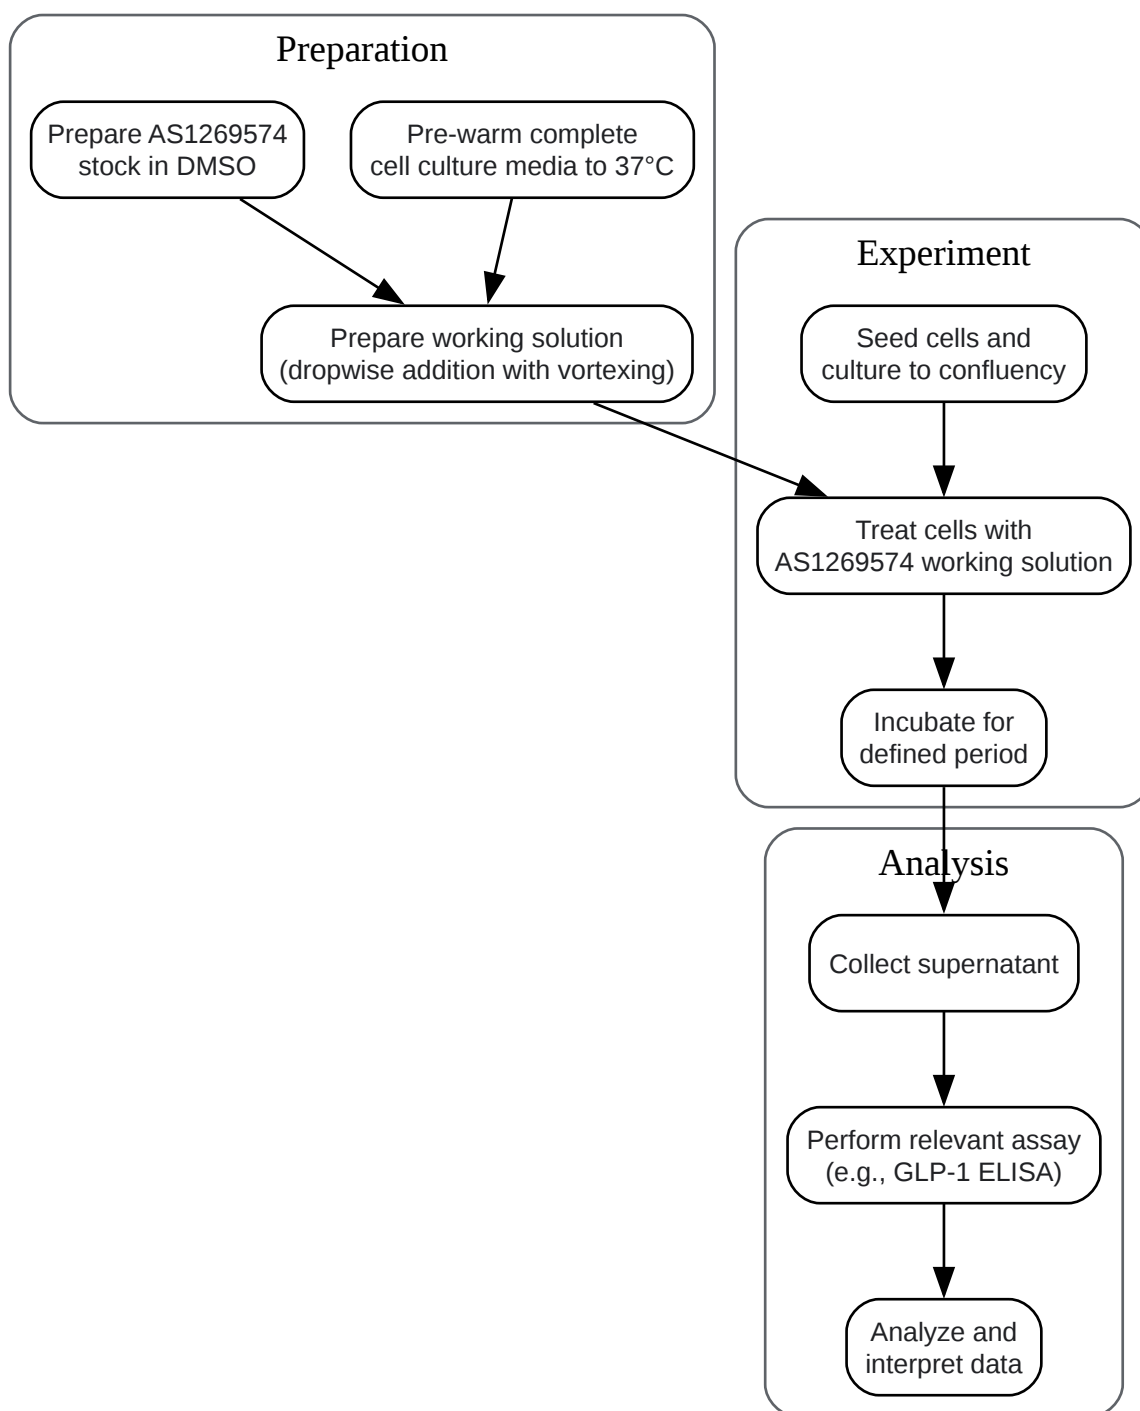 Preparation
Prepare AS1269574
stock in DMSO
Pre-warm complete
cell culture media to 37°C
Prepare working solution
(dropwise addition with vortexing)
Experiment
Seed cells and
culture to confluency
Treat cells with
AS1269574 working solution
Incubate for
defined period
Analysis
Collect supernatant
Perform relevant assay
(e.g., GLP-1 ELISA)
Analyze and
interpret data